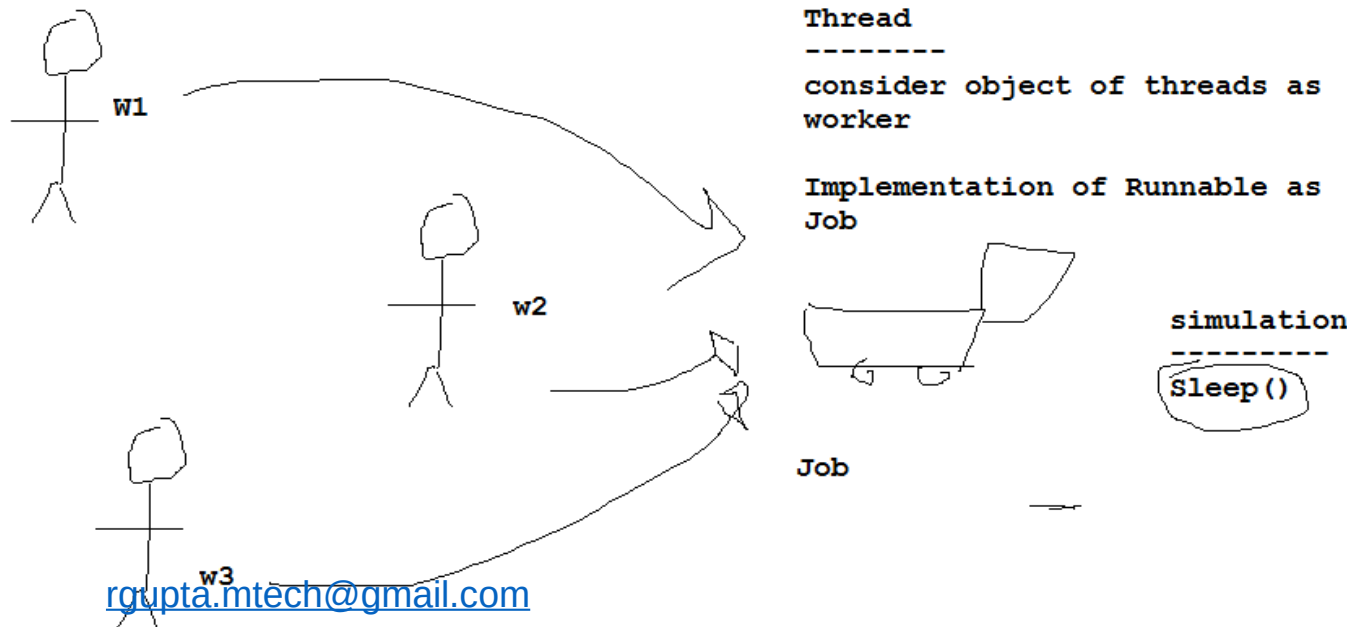 Thread
--------
consider object of threads as
worker
W1
Implementation of Runnable as
Job
w2
simulation
---------
Sleep()
Job
w3
rgupta.mtech@gmail.com